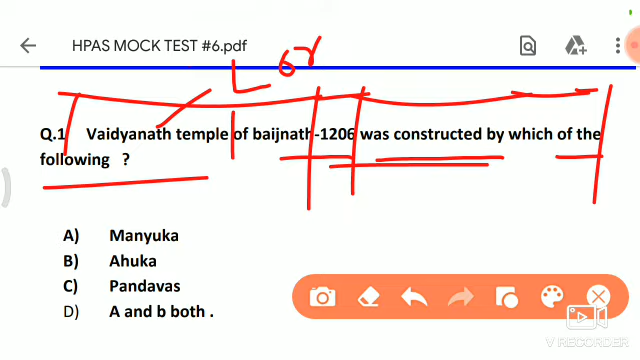 HPAS MOCK TEST #6.pdf
Q.1 Vaidyanath temple of baijnath-1206 was constructed by which of the
following ?
A) Manyuka
B) Ahuka
C) Pandavas
D) A and b both .
V RECORDER